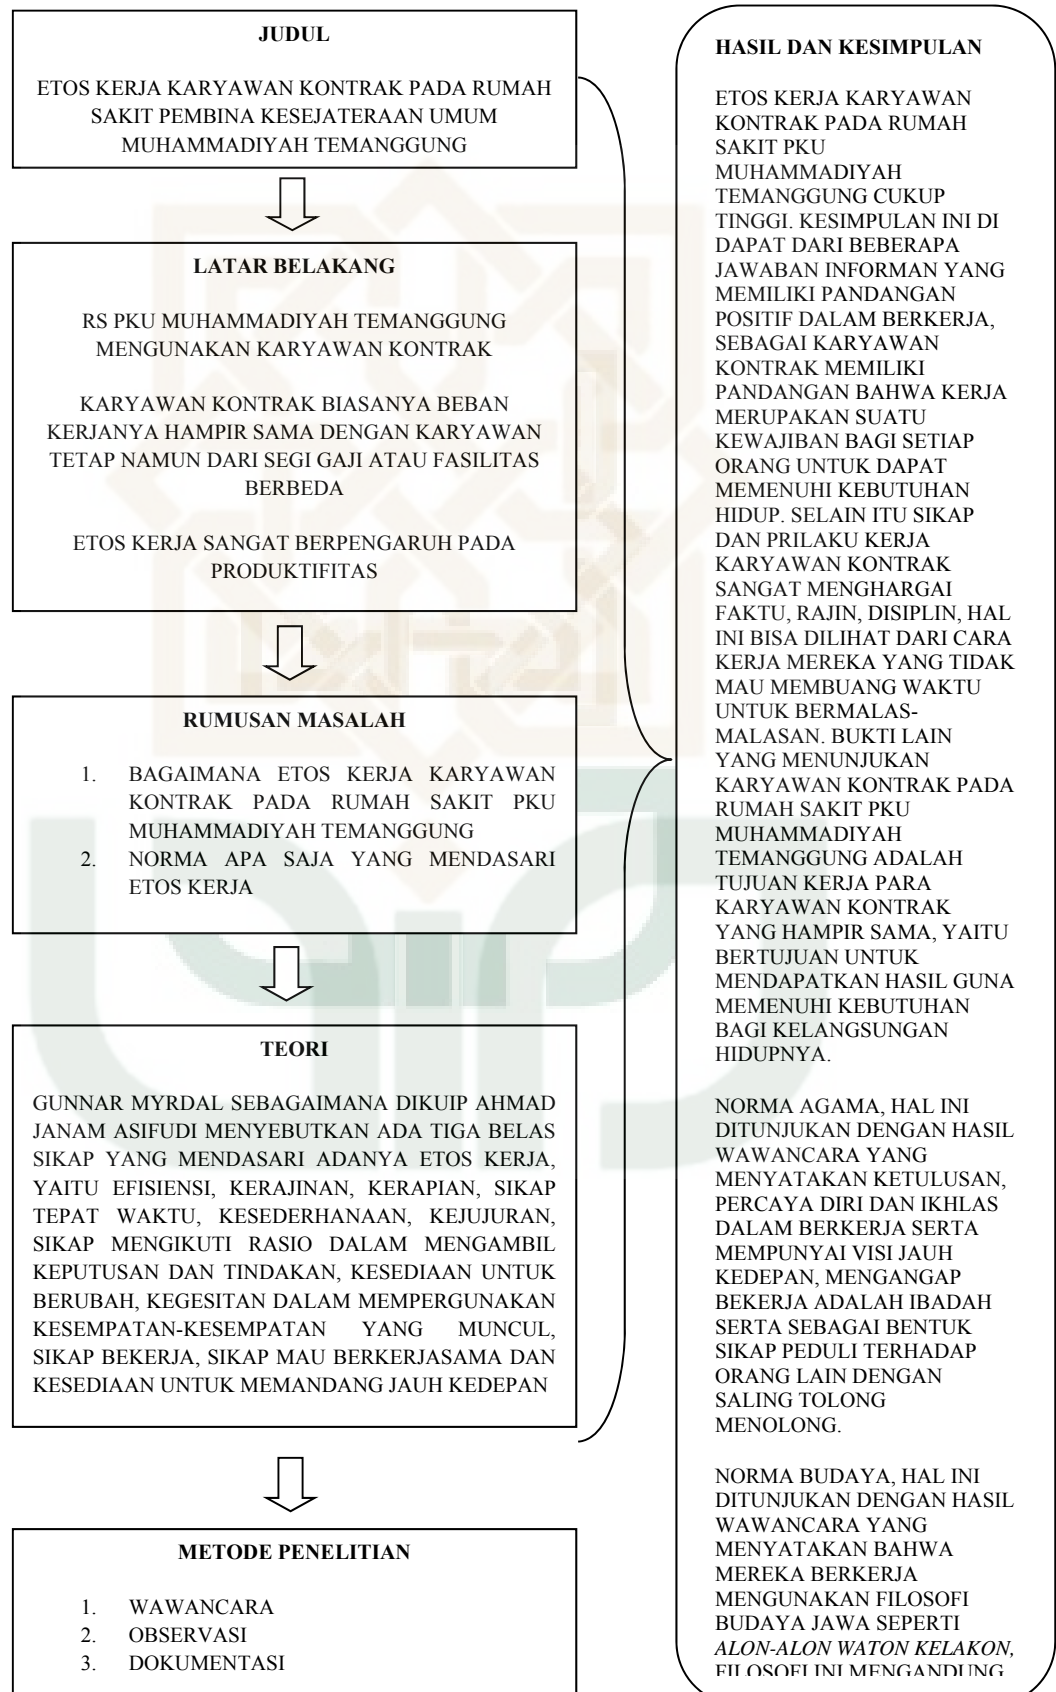 JUDUL
ETOS KERJA KARYAWAN KONTRAK PADA RUMAH
SAKIT PEMBINA KESEJATERAAN UMUM
MUHAMMADIYAH TEMANGGUNG
LATAR BELAKANG
RS PKU MUHAMMADIYAH TEMANGGUNG
MENGUNAKAN KARYAWAN KONTRAK
KARYAWAN KONTRAK BIASANYA BEBAN
KERJANYA HAMPIR SAMA DENGAN KARYAWAN
TETAP NAMUN DARI SEGI GAJI ATAU FASILITAS
BERBEDA
ETOS KERJA SANGAT BERPENGARUH PADA
PRODUKTIFITAS
RUMUSAN MASALAH
1. BAGAIMANA ETOS KERJA KARYAWAN
KONTRAK PADA RUMAH SAKIT PKU
MUHAMMADIYAH TEMANGGUNG
2. NORMA APA SAJA YANG MENDASARI
ETOS KERJA
TEORI
GUNNAR MYRDAL SEBAGAIMANA DIKUIP AHMAD
JANAM ASIFUDI MENYEBUTKAN ADA TIGA BELAS
SIKAP YANG MENDASARI ADANYA ETOS KERJA,
YAITU EFISIENSI, KERAJINAN, KERAPIAN, SIKAP
TEPAT WAKTU, KESEDERHANAAN, KEJUJURAN,
SIKAP MENGIKUTI RASIO DALAM MENGAMBIL
KEPUTUSAN DAN TINDAKAN, KESEDIAAN UNTUK
BERUBAH, KEGESITAN DALAM MEMPERGUNAKAN
KESEMPATAN-KESEMPATAN YANG MUNCUL,
SIKAP BEKERJA, SIKAP MAU BERKERJASAMA DAN
KESEDIAAN UNTUK MEMANDANG JAUH KEDEPAN
METODE PENELITIAN
1. WAWANCARA
2. OBSERVASI
3. DOKUMENTASI
HASIL DAN KESIMPULAN
ETOS KERJA KARYAWAN
KONTRAK PADA RUMAH
SAKIT PKU
MUHAMMADIYAH
TEMANGGUNG CUKUP
TINGGI. KESIMPULAN INI DI
DAPAT DARI BEBERAPA
JAWABAN INFORMAN YANG
MEMILIKI PANDANGAN
POSITIF DALAM BERKERJA,
SEBAGAI KARYAWAN
KONTRAK MEMILIKI
PANDANGAN BAHWA KERJA
MERUPAKAN SUATU
KEWAJIBAN BAGI SETIAP
ORANG UNTUK DAPAT
MEMENUHI KEBUTUHAN
HIDUP. SELAIN ITU SIKAP
DAN PRILAKU KERJA
KARYAWAN KONTRAK
SANGAT MENGHARGAI
FAKTU, RAJIN, DISIPLIN, HAL
INI BISA DILIHAT DARI CARA
KERJA MEREKA YANG TIDAK
MAU MEMBUANG WAKTU
UNTUK BERMALAS-
MALASAN. BUKTI LAIN
YANG MENUNJUKAN
KARYAWAN KONTRAK PADA
RUMAH SAKIT PKU
MUHAMMADIYAH
TEMANGGUNG ADALAH
TUJUAN KERJA PARA
KARYAWAN KONTRAK
YANG HAMPIR SAMA, YAITU
BERTUJUAN UNTUK
MENDAPATKAN HASIL GUNA
MEMENUHI KEBUTUHAN
BAGI KELANGSUNGAN
HIDUPNYA.
NORMA AGAMA, HAL INI
DITUNJUKAN DENGAN HASIL
WAWANCARA YANG
MENYATAKAN KETULUSAN,
PERCAYA DIRI DAN IKHLAS
DALAM BERKERJA SERTA
MEMPUNYAI VISI JAUH
KEDEPAN, MENGANGAP
BEKERJA ADALAH IBADAH
SERTA SEBAGAI BENTUK
SIKAP PEDULI TERHADAP
ORANG LAIN DENGAN
SALING TOLONG
MENOLONG.
NORMA BUDAYA, HAL INI
DITUNJUKAN DENGAN HASIL
WAWANCARA YANG
MENYATAKAN BAHWA
MEREKA BERKERJA
MENGUNAKAN FILOSOFI
BUDAYA JAWA SEPERTI
ALON-ALON WATON KELAKON,
FILOSOFI INI MENGANDUNG